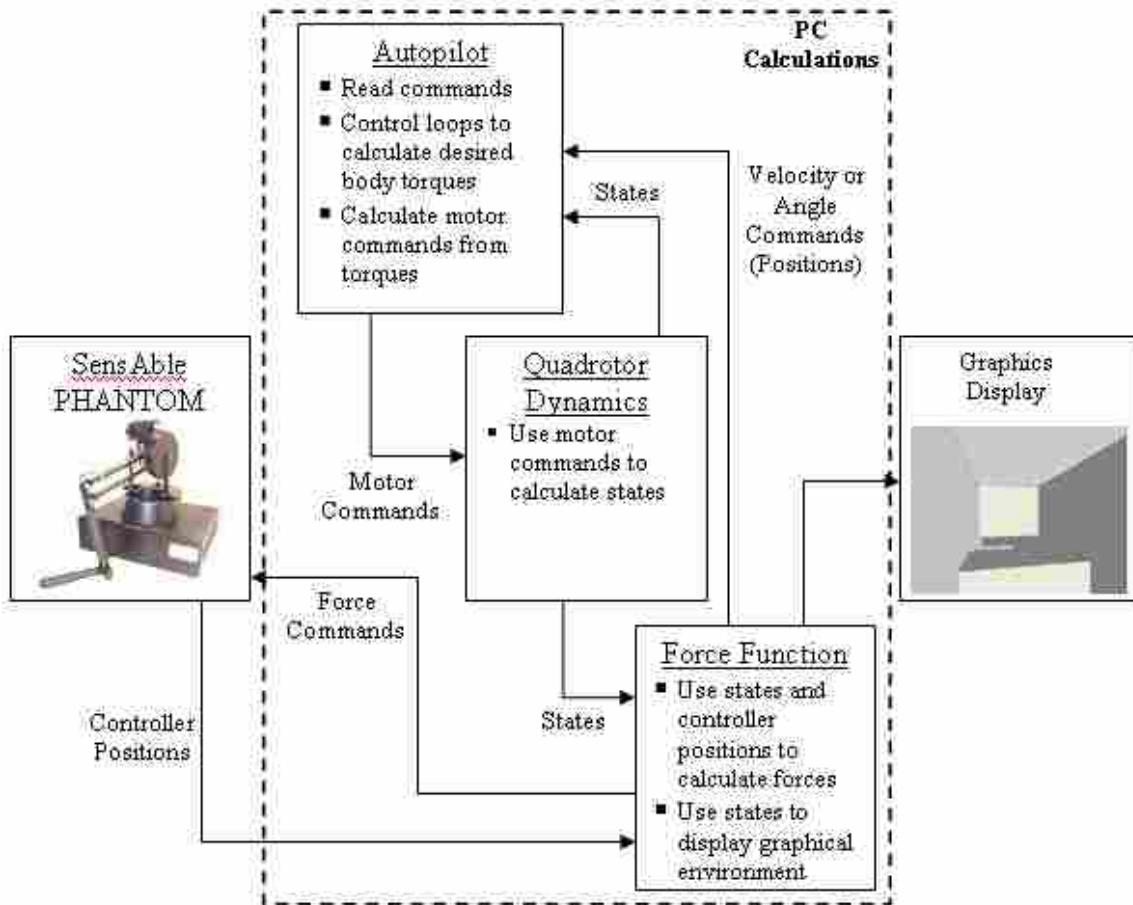 PC
Calculations
Autopilot
▪ Read commands
▪ Control loops to
calculate desired
body torques
▪ Calculate motor
commands from
torques
States
Velocity or
Angle
Commands
(Positions)
SensAble
PHANTOM
Quadrotor
Dynamics
▪ Use motor
commands to
calculate states
Graphics
Display
Motor
Commands
Force
Commands
Controller
Positions
States
Force Function
▪ Use states and
controller
positions to
calculate forces
▪ Use states to
display graphical
environment